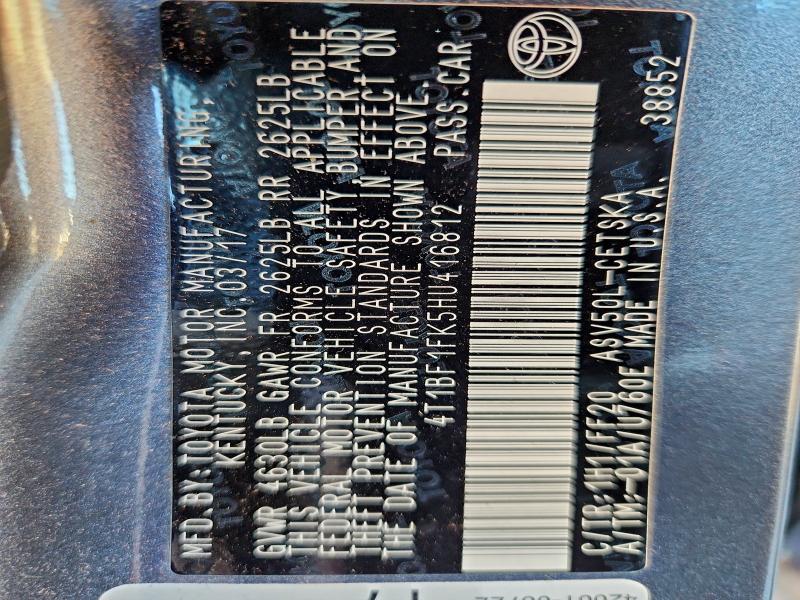 MFD.BY:TOYOTA MOTOR MANUFACTURING,
KENTUCKY, INC.03/17
GVWR 4630LB GAWR FR 2625LB RR 2625LB
THIS VEHICLE CONFORMS TO ALL APPLICABLE
FEDERAL MOTOR VEHICLE SAFETY, BUMPER, AND
THEFT PREVENTION STANDARDS IN EFFECT ON
THE DATE OF MANUFACTURE SHOWN ABOVE.
4T1BF1FK5HU416812 PASS.CAR
C/TR:1H1/FF20 ASV50L-CETSKA
A/TM:-01A/U760E MADE IN U.S.A. 38852